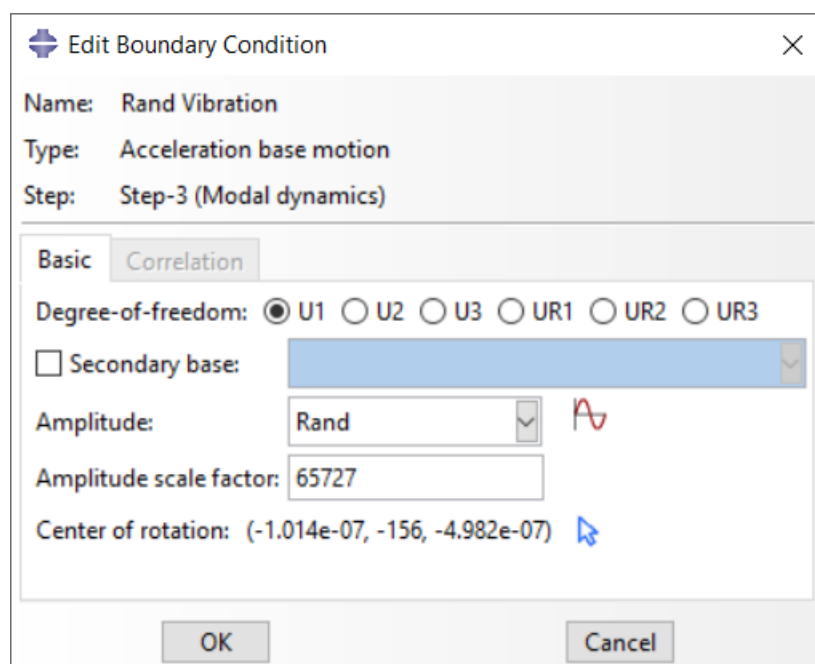 Edit Boundary Condition
Name: Rand Vibration
Type: Acceleration base motion
Step: Step-3 (Modal dynamics)
Basic Correlation
Degree-of-freedom: U1 U2 U3 UR1 UR2 UR3
Secondary base:
Amplitude: Rand
Amplitude scale factor: 65727
Center of rotation: (-1.014e-07, -156, -4.982e-07)
OK Cancel